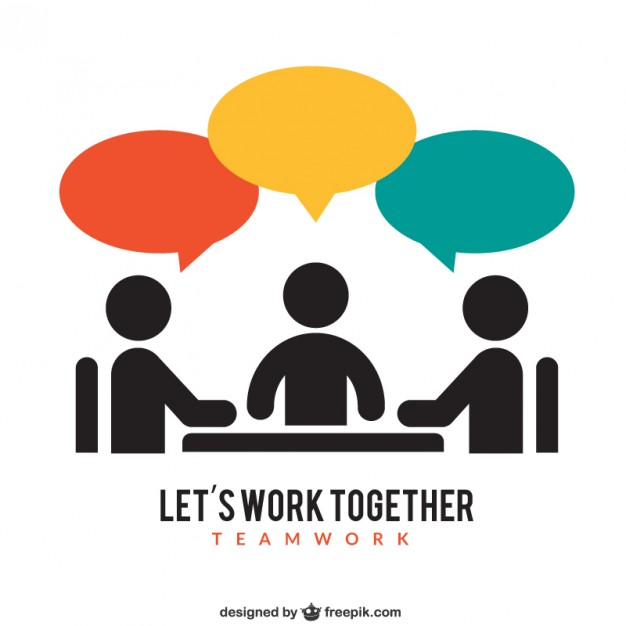 LET'S WORK TOGETHER
TEAMWORK
designed by freepik.com